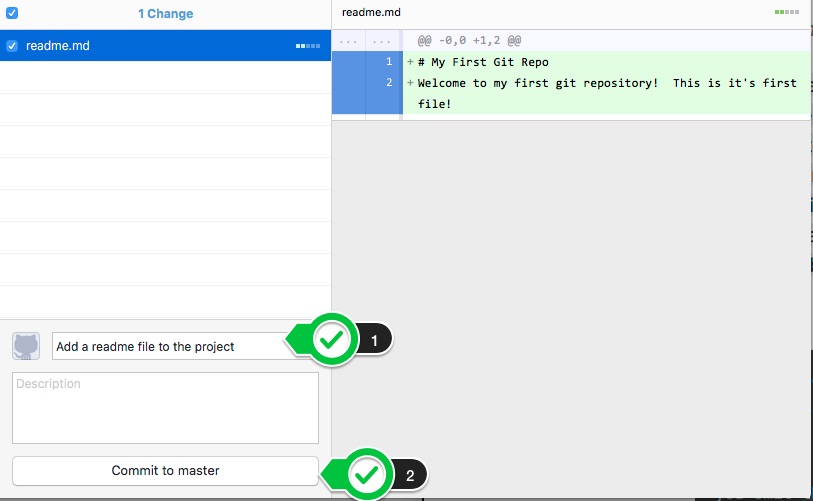 1 Change
readme.md
readme.md
... ... @@ -0,0 +1,2 @@
1 + # My First Git Repo
2 + Welcome to my first git repository!  This is it's first
file!
Add a readme file to the project
1
Description
Commit to master
2